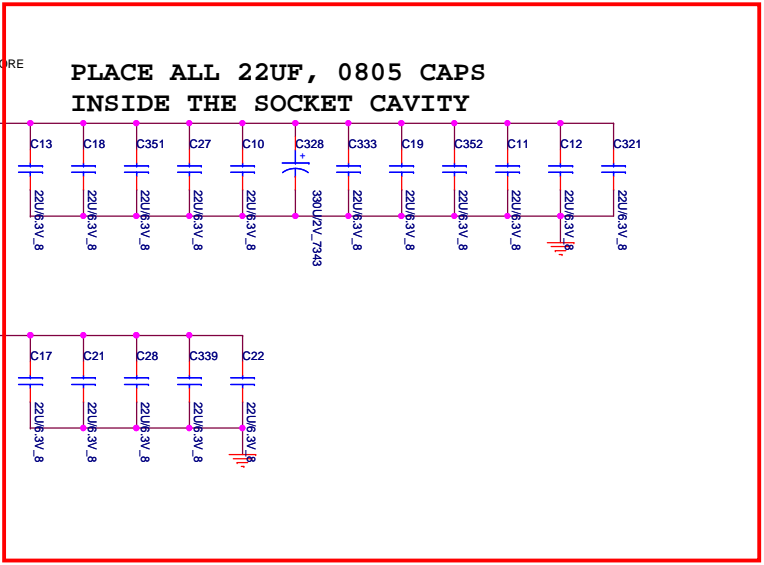 ORE
PLACE ALL 22UF, 0805 CAPS
INSIDE THE SOCKET CAVITY
C13 C18 C351 C27 C10 C328 C333 C19 C352 C11 C12 C321
+
22U/6.3V_8 22U/6.3V_8 22U/6.3V_8 22U/6.3V_8 22U/6.3V_8 330U/2V_7343 22U/6.3V_8 22U/6.3V_8 22U/6.3V_8 22U/6.3V_8 22U/6.3V_8 22U/6.3V_8
C17 C21 C28 C339 C22
22U/6.3V_8 22U/6.3V_8 22U/6.3V_8 22U/6.3V_8 22U/6.3V_8